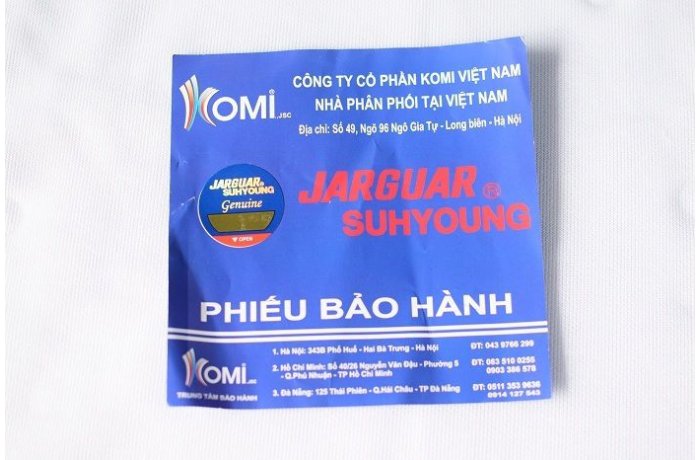 KOMI.,JSC
CÔNG TY CỔ PHẦN KOMI VIỆT NAM
NHÀ PHÂN PHỐI TẠI VIỆT NAM
Địa chỉ: Số 49, Ngõ 96 Ngô Gia Tự - Long biên - Hà Nội
JARGUAR®
SUHYOUNG
Genuine
OPEN
JARGUAR®
SUHYOUNG
PHIẾU BẢO HÀNH
KOMI.,JSC
TRUNG TÂM BẢO HÀNH
1. Hà Nội: 343B Phố Huế - Hai Bà Trưng - Hà Nội ĐT: 043 9766 299
2. Hồ Chí Minh: Số 40/26 Nguyễn Văn Đậu - Phường 5 ĐT: 083 510 0255
- Q.Phú Nhuận - TP Hồ Chí Minh 0903 386 578
3. Đà Nẵng: 125 Thái Phiên - Q.Hải Châu - TP Đà Nẵng ĐT: 0511 353 9636
0914 127 543